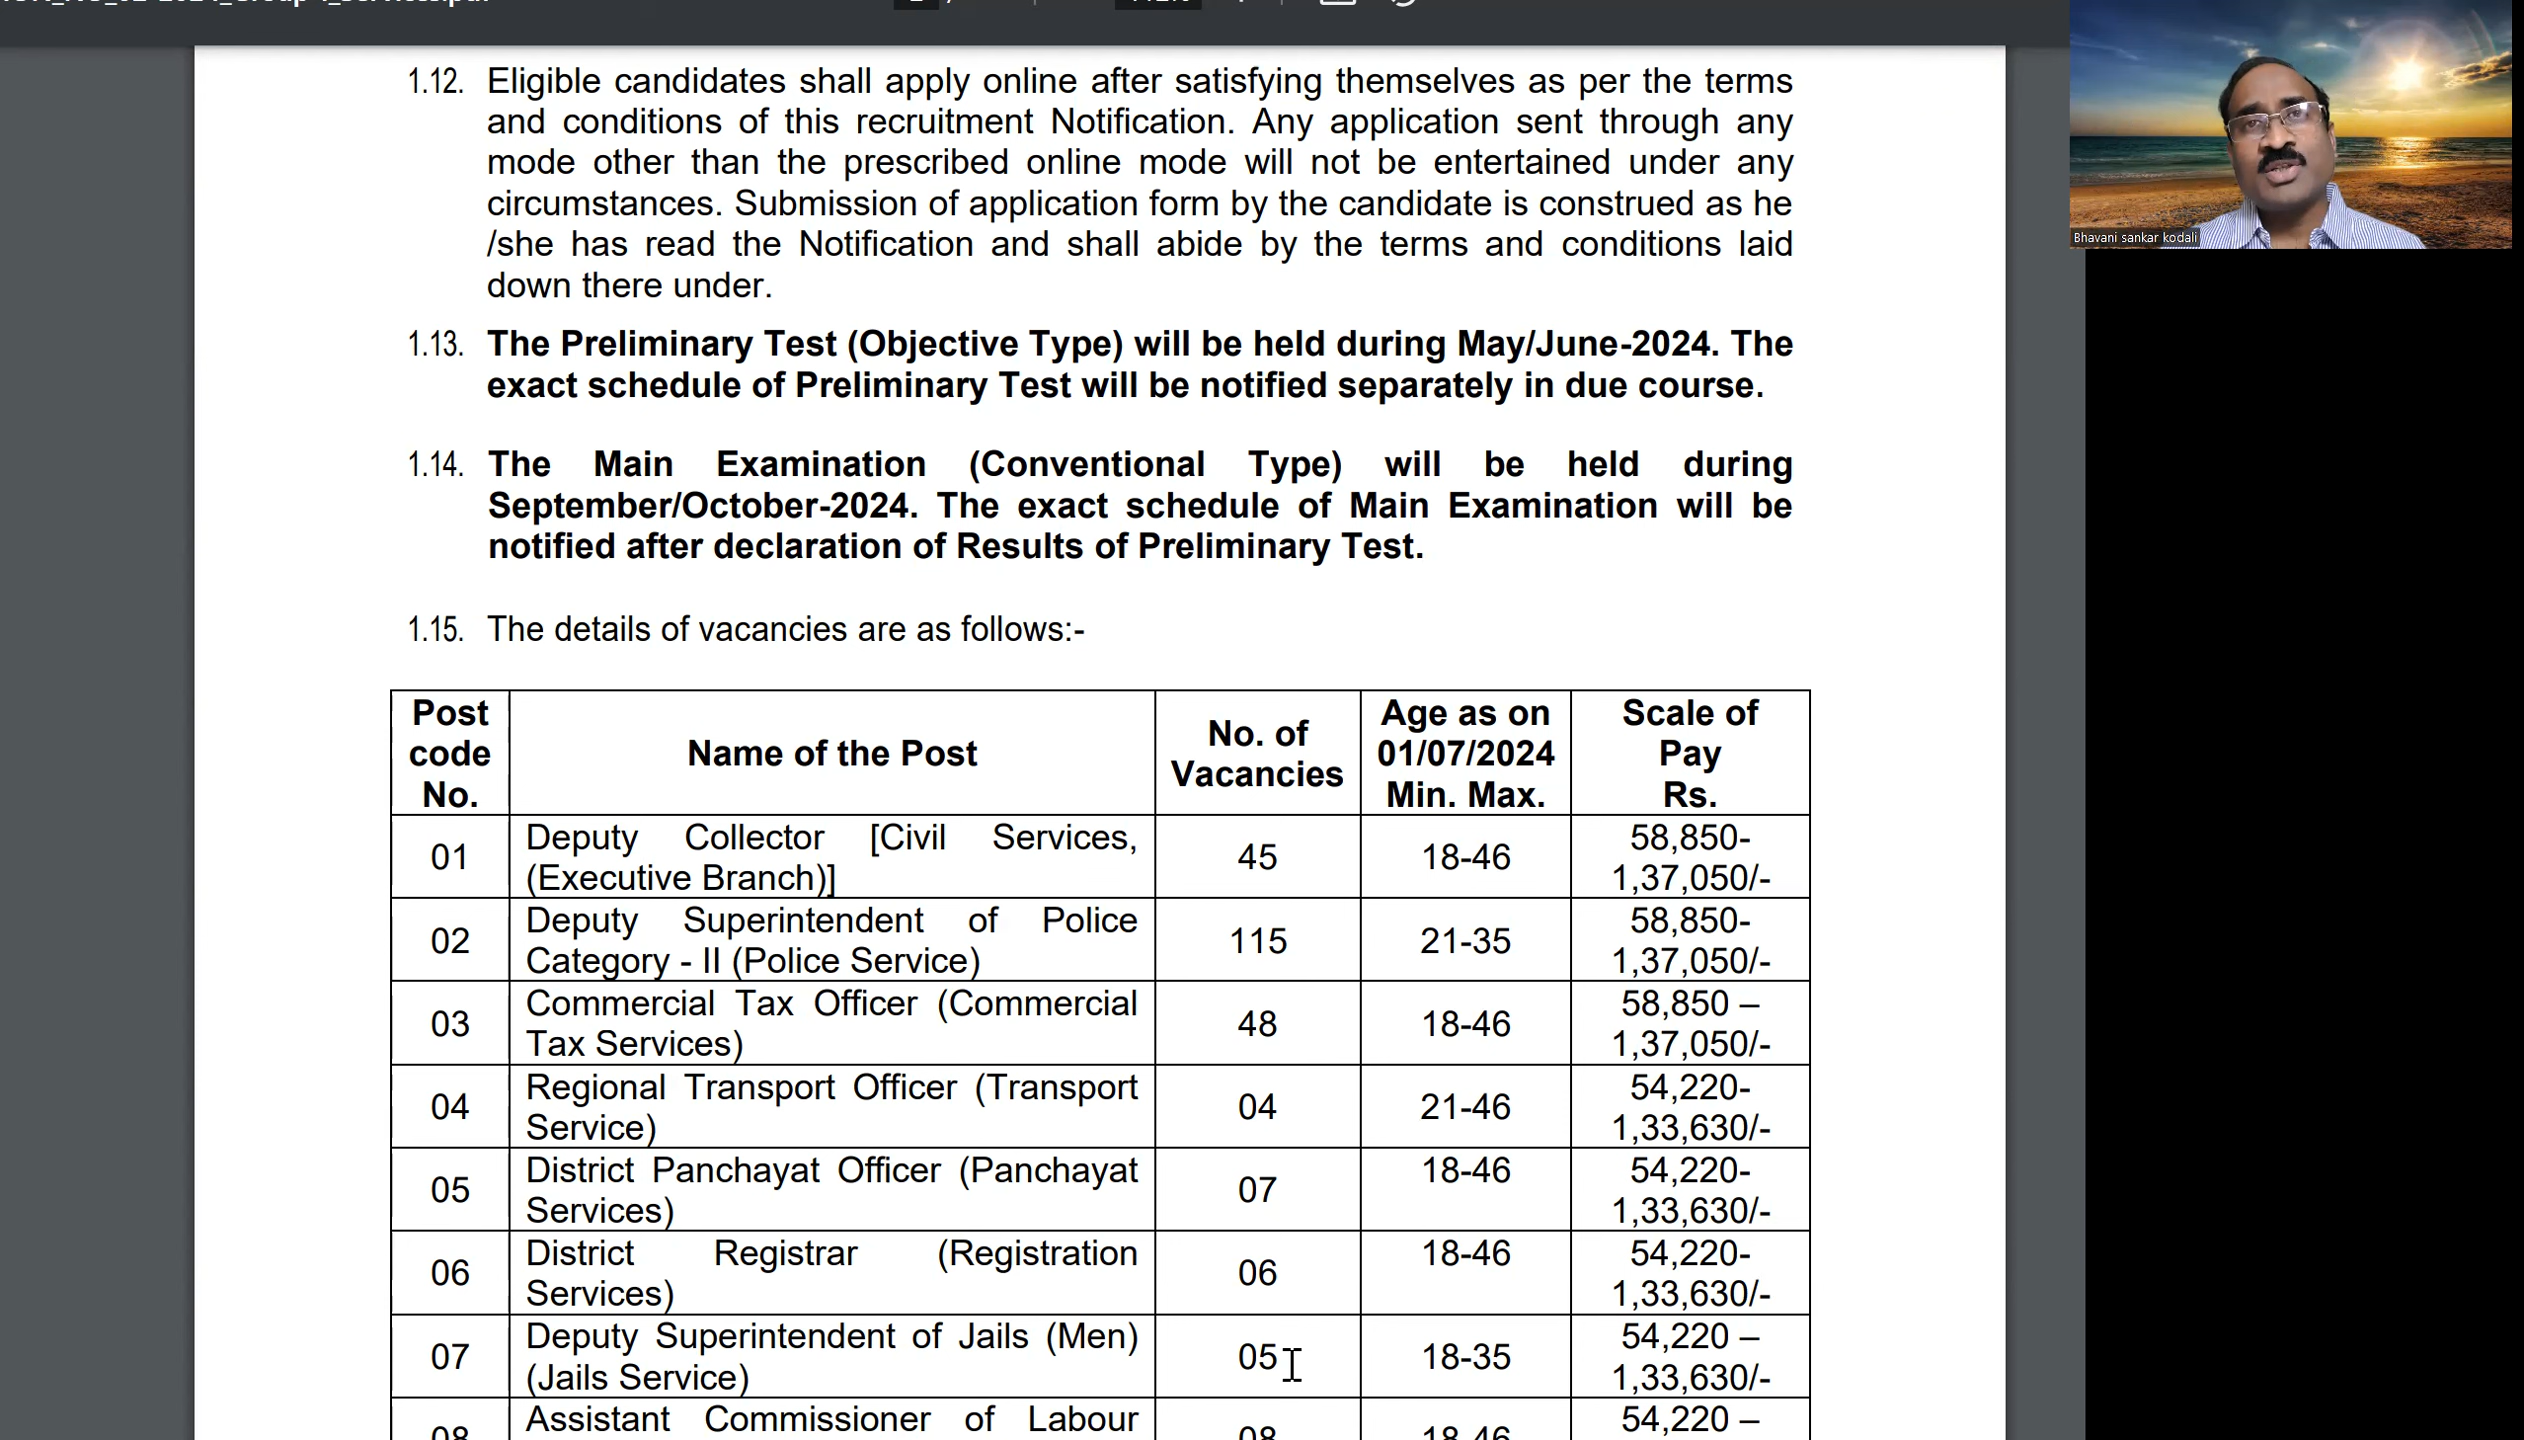 1.12. Eligible candidates shall apply online after satisfying themselves as per the terms
and conditions of this recruitment Notification. Any application sent through any
mode other than the prescribed online mode will not be entertained under any
circumstances. Submission of application form by the candidate is construed as he
/she has read the Notification and shall abide by the terms and conditions laid
down there under.
1.13. The Preliminary Test (Objective Type) will be held during May/June-2024. The
exact schedule of Preliminary Test will be notified separately in due course.
1.14. The Main Examination (Conventional Type) will be held during
September/October-2024. The exact schedule of Main Examination will be
notified after declaration of Results of Preliminary Test.
1.15. The details of vacancies are as follows:-
Post code No. Name of the Post No. of Vacancies Age as on 01/07/2024 Min. Max. Scale of Pay Rs.
01 Deputy Collector [Civil Services, (Executive Branch)] 45 18-46 58,850-1,37,050/-
02 Deputy Superintendent of Police Category - II (Police Service) 115 21-35 58,850-1,37,050/-
03 Commercial Tax Officer (Commercial Tax Services) 48 18-46 58,850 – 1,37,050/-
04 Regional Transport Officer (Transport Service) 04 21-46 54,220-1,33,630/-
05 District Panchayat Officer (Panchayat Services) 07 18-46 54,220-1,33,630/-
06 District Registrar (Registration Services) 06 18-46 54,220-1,33,630/-
07 Deputy Superintendent of Jails (Men) (Jails Service) 05 18-35 54,220 – 1,33,630/-
08 Assistant Commissioner of Labour 08 18-46 54,220 –
Bhavani sankar kodali